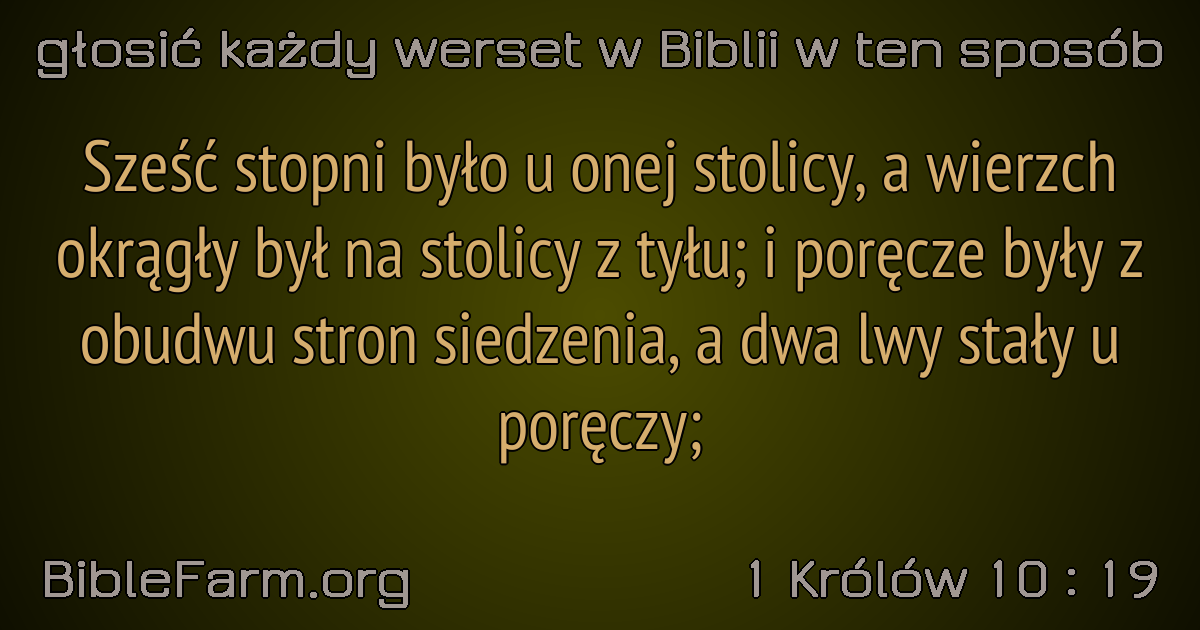 głosić każdy werset w Biblii w ten sposób
Sześć stopni było u onej stolicy, a wierzch
okrągły był na stolicy z tyłu; i poręcze były z
obudwu stron siedzenia, a dwa lwy stały u
poręczy;
BibleFarm.org
1 Królów 10 : 19